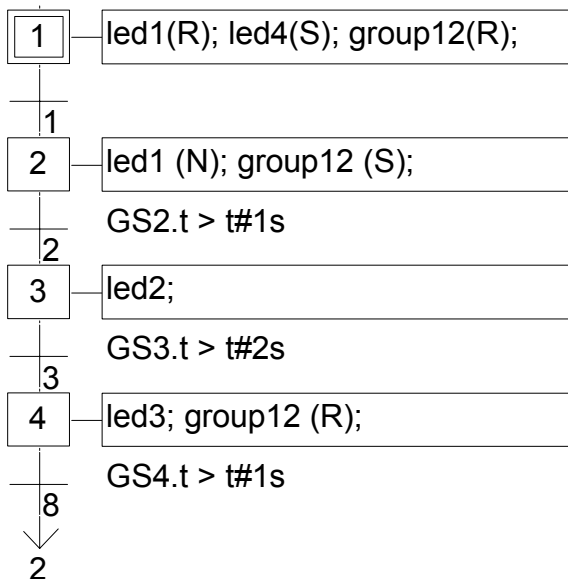 1
led1(R); led4(S); group12(R);
1
2
led1 (N); group12 (S);
GS2.t > t#1s
2
3
led2;
GS3.t > t#2s
3
4
led3; group12 (R);
GS4.t > t#1s
8
2